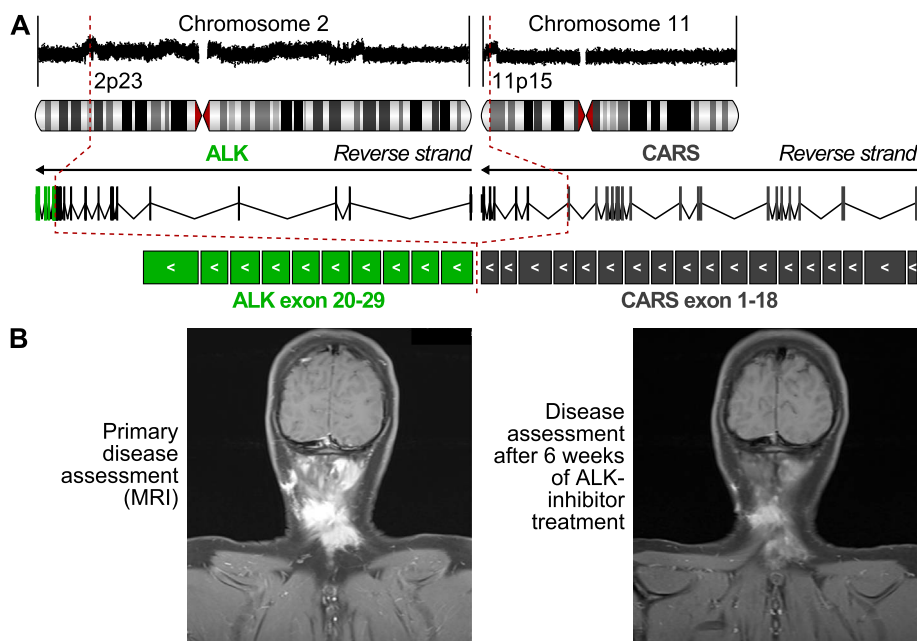 A
Chromosome 2
Chromosome 11
2p23
11p15
ALK
Reverse strand
CARS
Reverse strand
< < < < < < < < < <
< < < < < < < < < < < < < < < < < <
ALK exon 20-29
CARS exon 1-18
B
Primary
disease
assessment
(MRI)
Disease
assessment
after 6 weeks
of ALK-
inhibitor
treatment